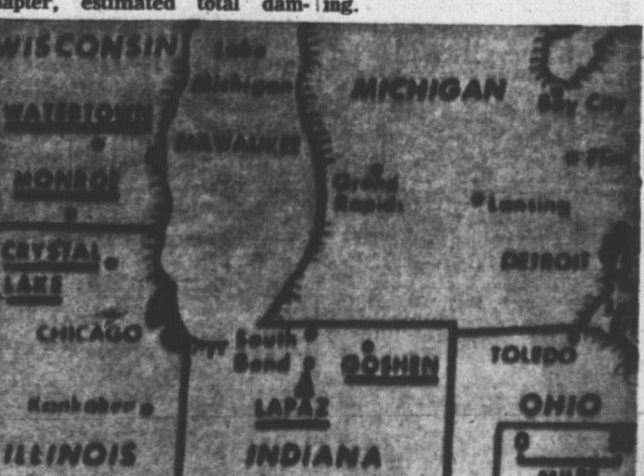 apter, estimated total dam- ing.
WISCONSIN
Lake
Michigan
MICHIGAN
Bay City
WATERTOWN
MILWAUKEE
Flint
MONROE
Grand
Rapids
Lansing
CRYSTAL
LAKE
DETROIT
CHICAGO
South
Bend
GOSHEN
TOLEDO
Kankakee
LAPAZ
OHIO
ILLINOIS
INDIANA
0